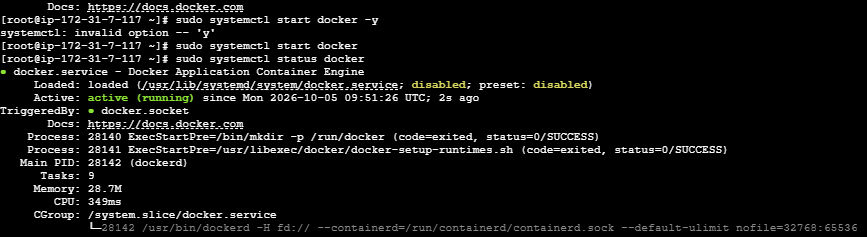 Docs: https://docs.docker.com
[root@ip-172-31-7-117 ~]# sudo systemctl start docker -y
systemctl: invalid option -- 'y'
[root@ip-172-31-7-117 ~]# sudo systemctl start docker
[root@ip-172-31-7-117 ~]# sudo systemctl status docker
● docker.service - Docker Application Container Engine
Loaded: loaded (/usr/lib/systemd/system/docker.service; disabled; preset: disabled)
Active: active (running) since Mon 2026-10-05 09:51:26 UTC; 2s ago
TriggeredBy: ● docker.socket
Docs: https://docs.docker.com
Process: 28140 ExecStartPre=/bin/mkdir -p /run/docker (code=exited, status=0/SUCCESS)
Process: 28141 ExecStartPre=/usr/libexec/docker/docker-setup-runtimes.sh (code=exited, status=0/SUCCESS)
Main PID: 28142 (dockerd)
Tasks: 9
Memory: 28.7M
CPU: 349ms
CGroup: /system.slice/docker.service
└─28142 /usr/bin/dockerd -H fd:// --containerd=/run/containerd/containerd.sock --default-ulimit nofile=32768:65536